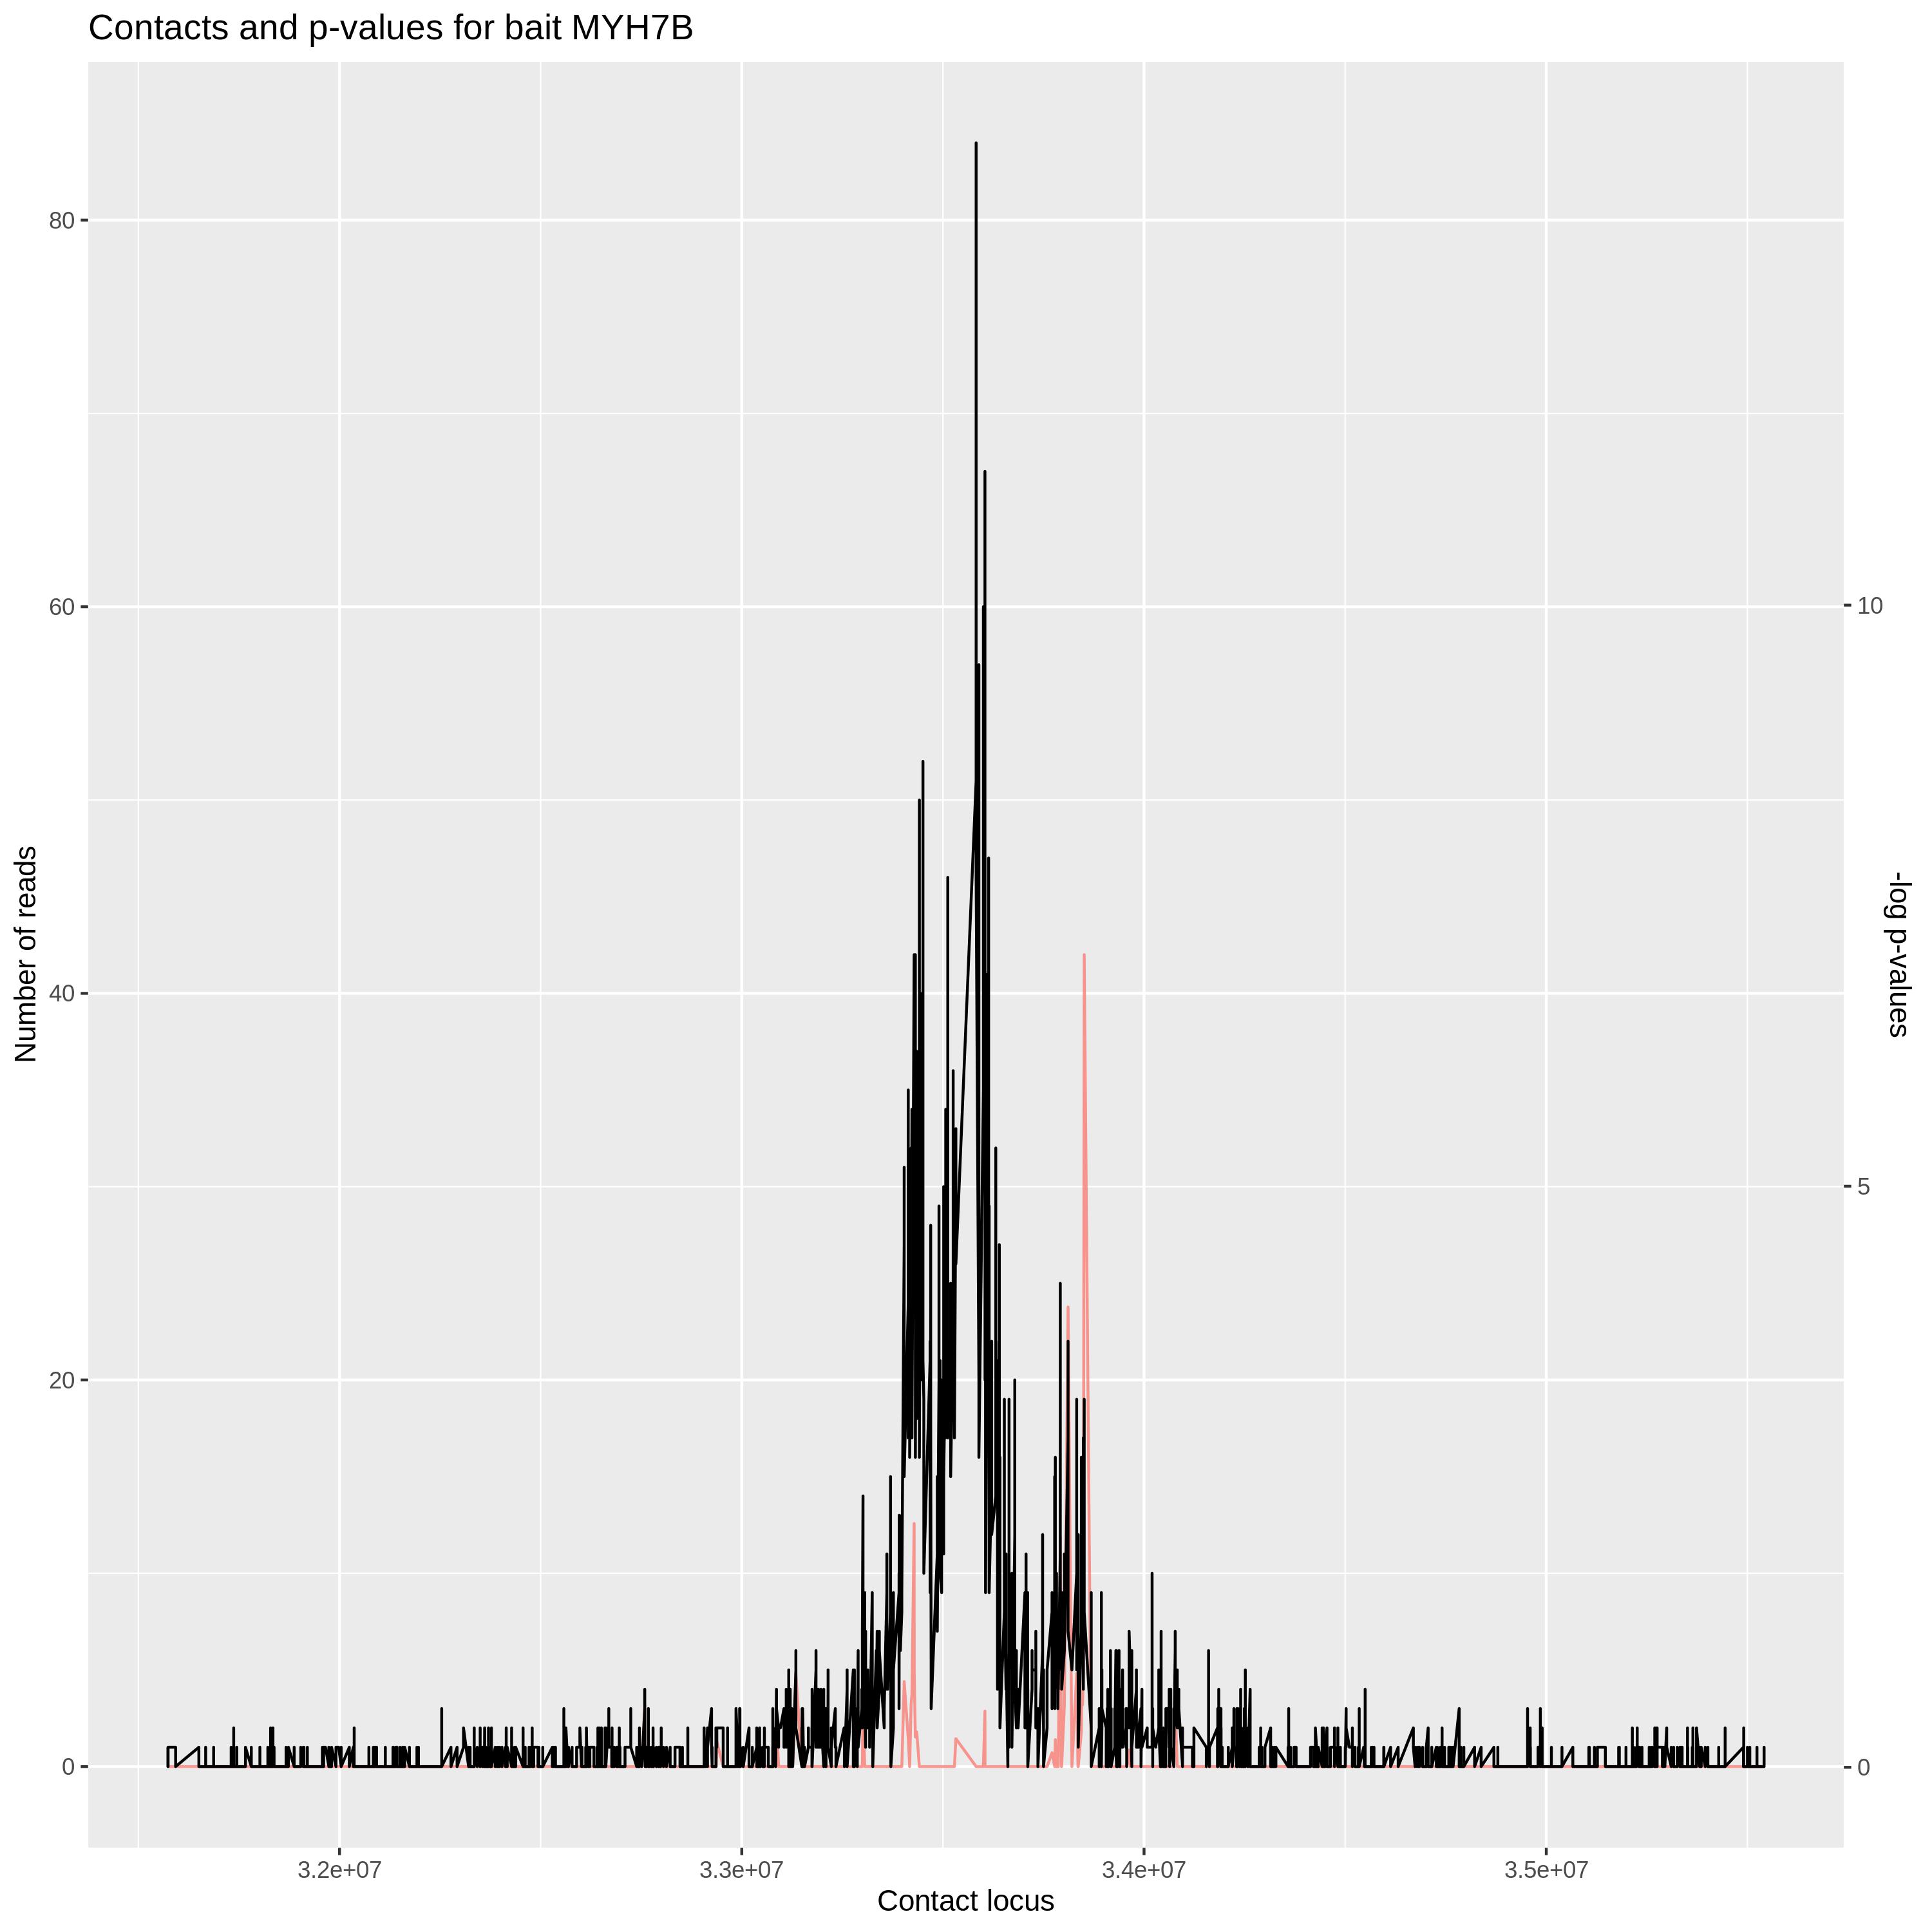 Contacts and p-values for bait MYH7B
80
60
40
20
0
Number of reads
10
5
0
-log p-values
3.2e+07
3.3e+07
3.4e+07
3.5e+07
Contact locus